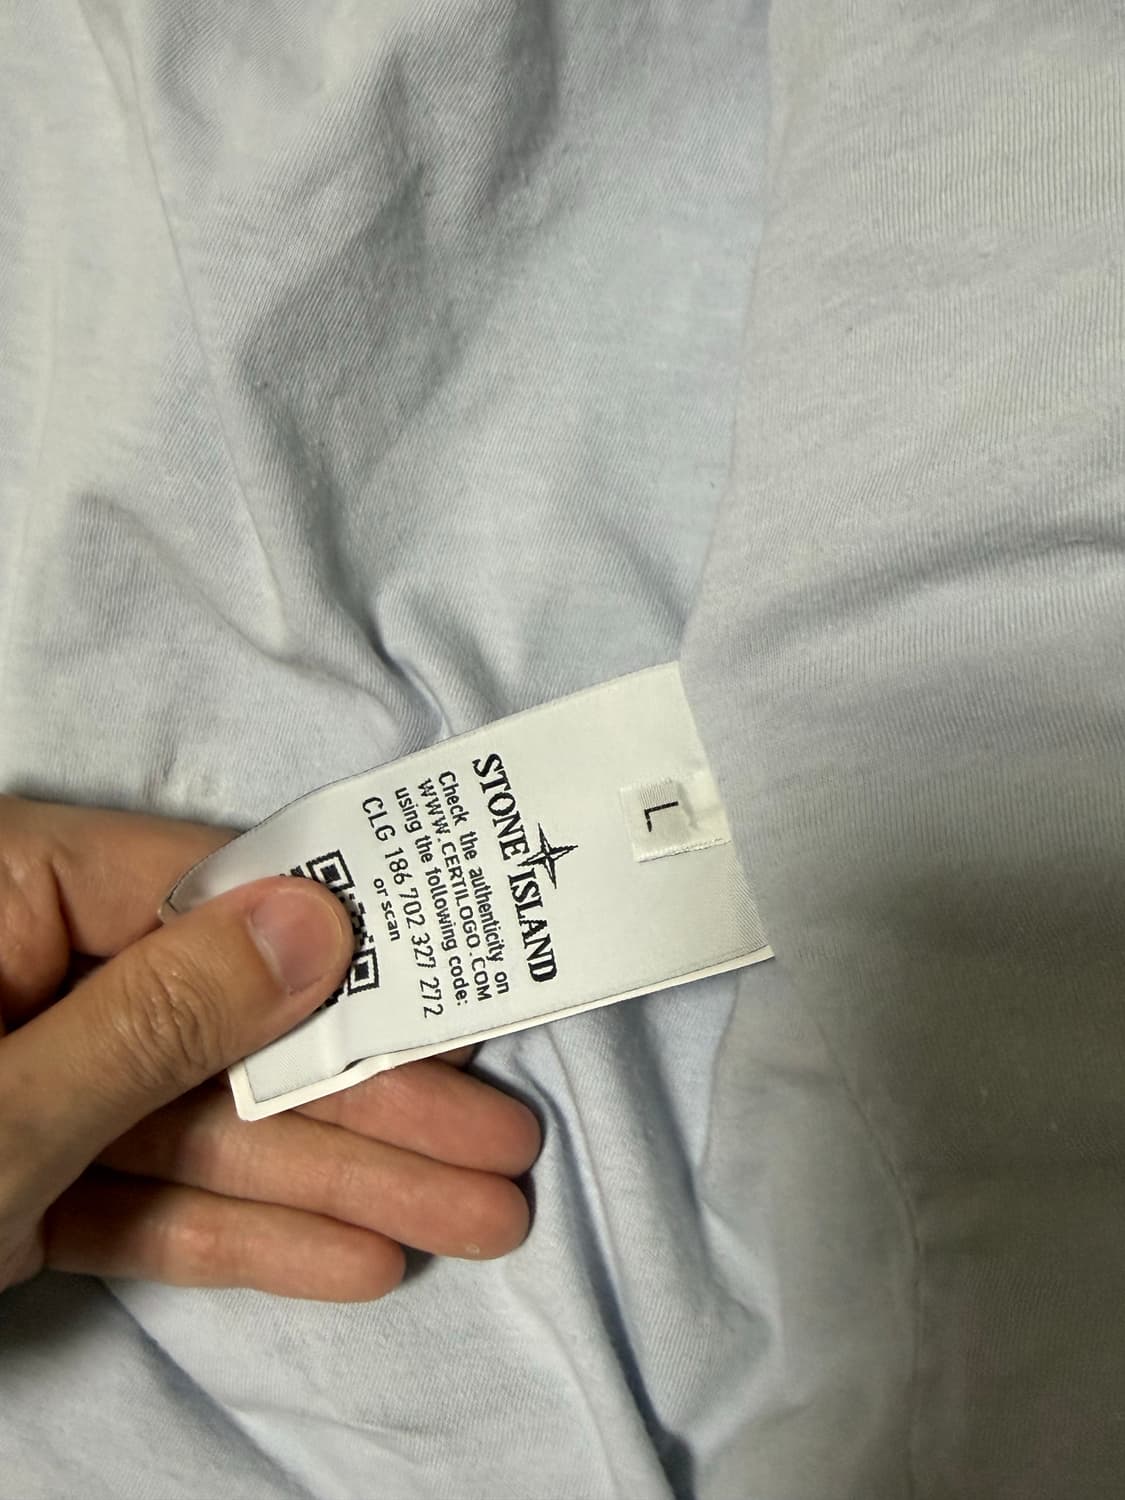 L
STONE ISLAND
Check the authenticity on
WWW.CERTILOGO.COM
using the following code:
CLG 186 702 327 272
or scan